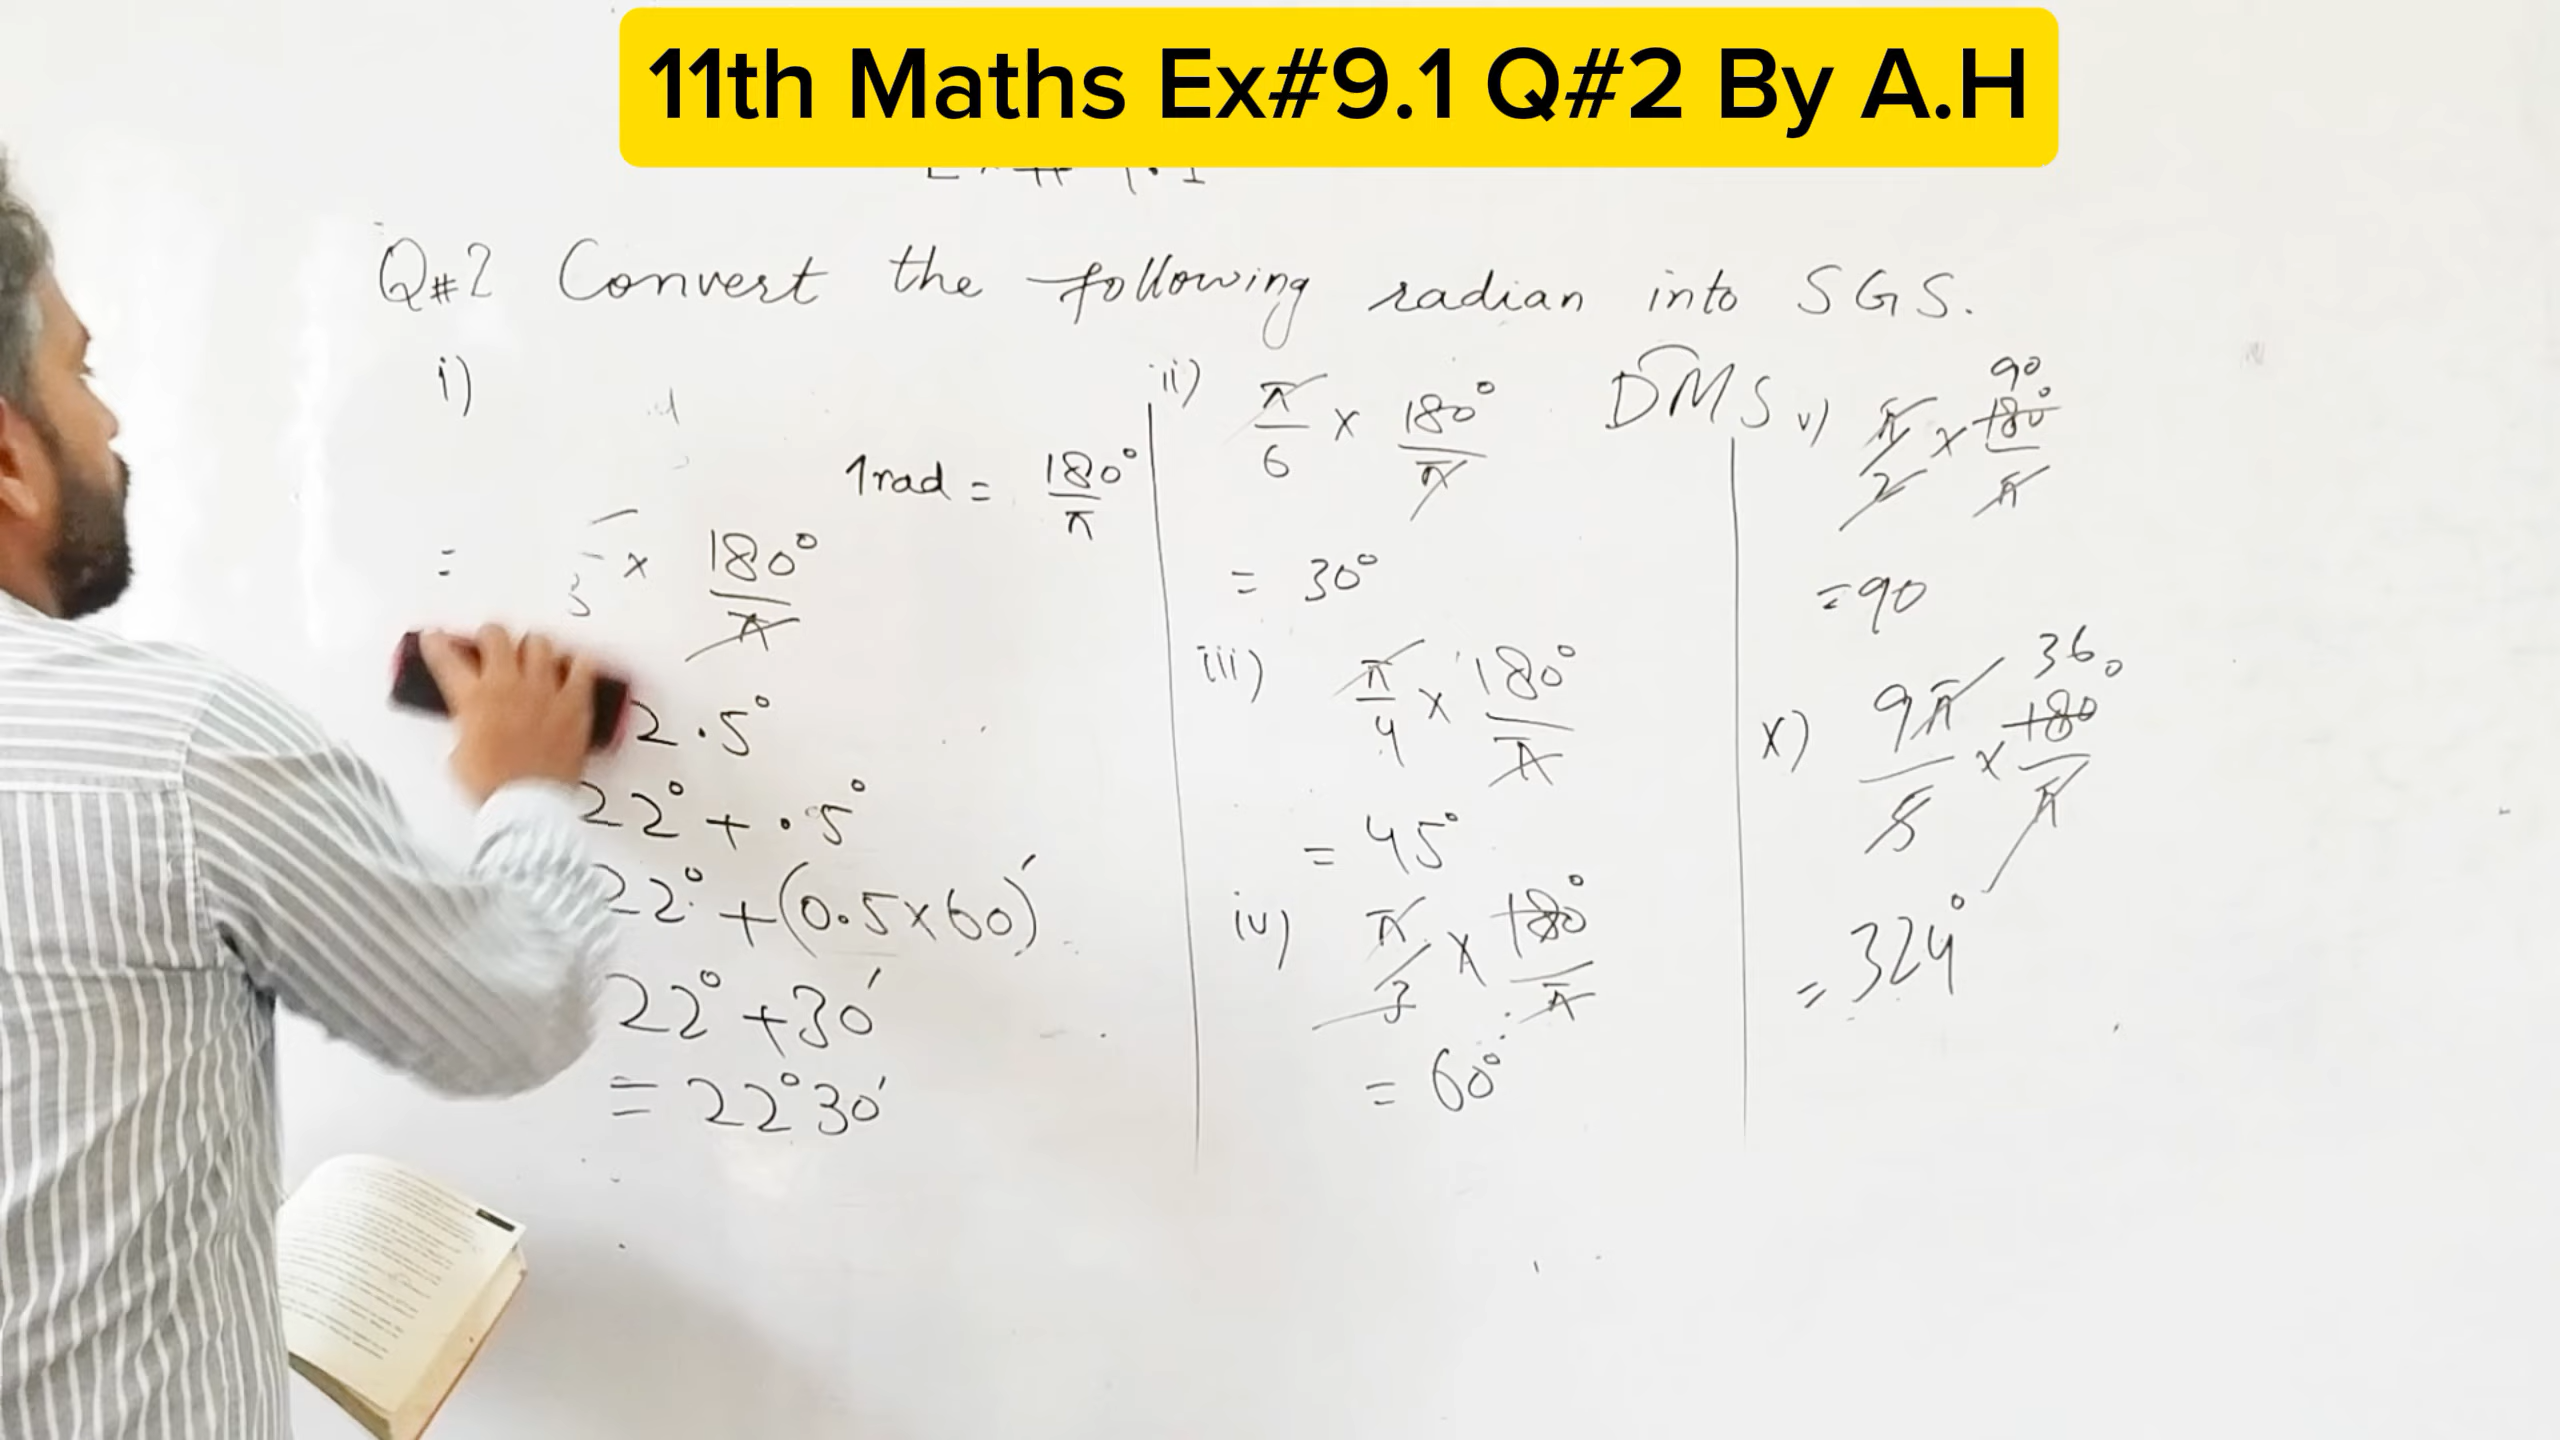 11th Maths Ex#9.1 Q#2 By A.H
Q#2 Convert the following radian into SGS.
i)
1rad = 180°/π
= × 180°/π
2.5°
22° + .5°
22° + (0.5×60)′
22° + 30′
= 22°30′
ii) π/6 × 180°/π
= 30°
iii) π/4 × 180°/π
= 45°
iv) π/3 × 180°/π
= 60°
DMS
v) π/2 × 180°/π 90
= 90
x) 9π/5 × 180/π 36°
= 324°